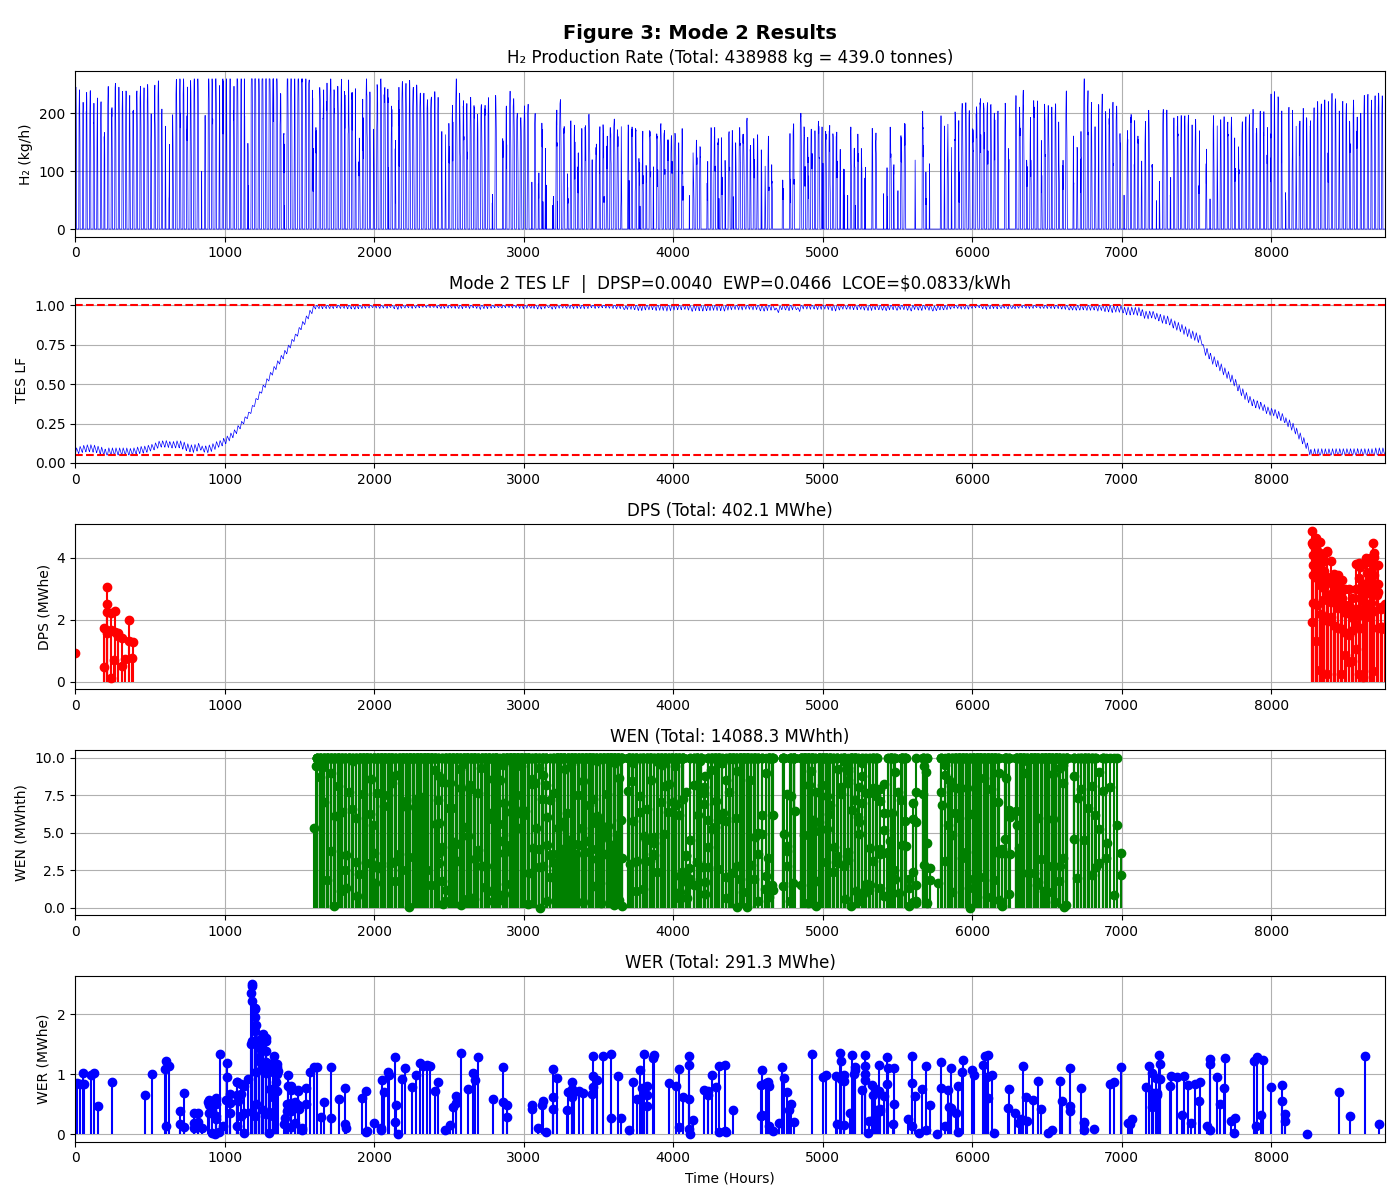 Figure 3: Mode 2 Results
H₂ Production Rate (Total: 438988 kg = 439.0 tonnes)
H₂ (kg/h)
200
100
0
0 1000 2000 3000 4000 5000 6000 7000 8000
Mode 2 TES LF | DPSP=0.0040 EWP=0.0466 LCOE=$0.0833/kWh
TES LF
1.00
0.75
0.50
0.25
0.00
0 1000 2000 3000 4000 5000 6000 7000 8000
DPS (Total: 402.1 MWhe)
DPS (MWhe)
4
2
0
0 1000 2000 3000 4000 5000 6000 7000 8000
WEN (Total: 14088.3 MWhth)
WEN (MWhth)
10.0
7.5
5.0
2.5
0.0
0 1000 2000 3000 4000 5000 6000 7000 8000
WER (Total: 291.3 MWhe)
WER (MWhe)
2
1
0
0 1000 2000 3000 4000 5000 6000 7000 8000
Time (Hours)